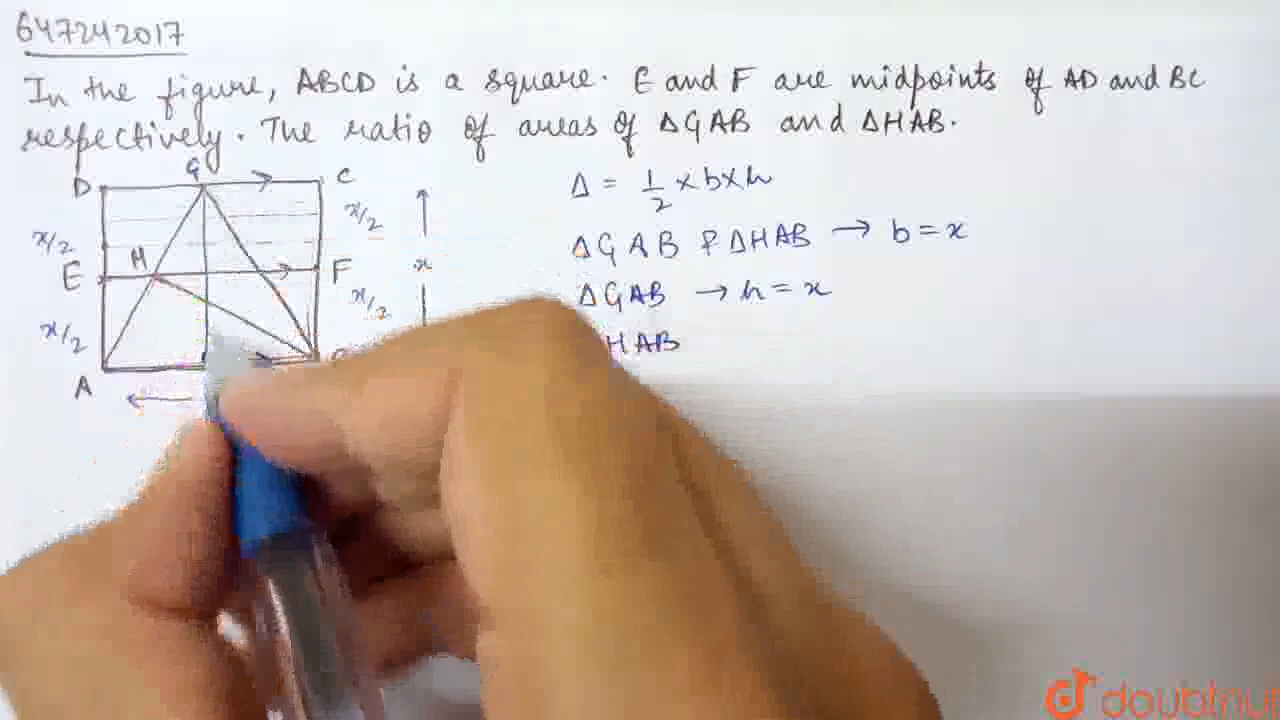 647242017
In the figure, ABCD is a square. E and F are midpoints of AD and BC
respectively. The ratio of areas of ΔGAB and ΔHAB.
D G C
x/2 x/2
E H F x
x/2 x/2
A
Δ = 1/2 × b × h
ΔGAB & ΔHAB → b = x
ΔGAB → h = x
HAB
doubtnut